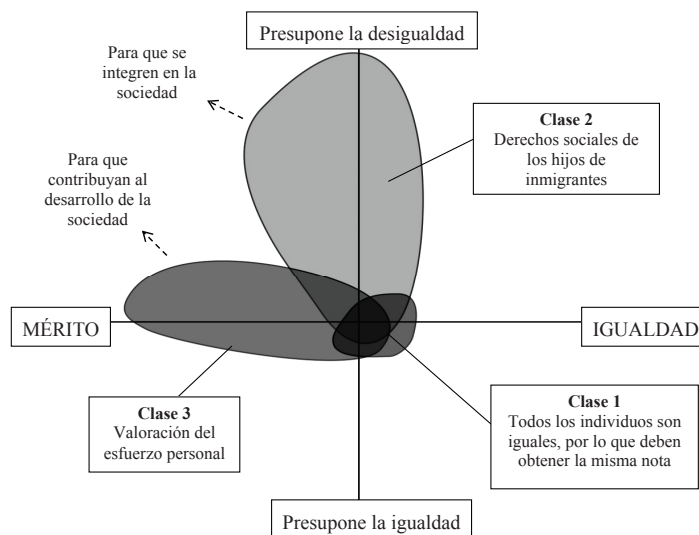 Presupone la desigualdad
Para que se
integren en la
sociedad
Clase 2
Derechos sociales de
los hijos de
inmigrantes
Para que
contribuyan al
desarrollo de la
sociedad
MÉRITO
IGUALDAD
Clase 3
Valoración del
esfuerzo personal
Clase 1
Todos los individuos son
iguales, por lo que deben
obtener la misma nota
Presupone la igualdad